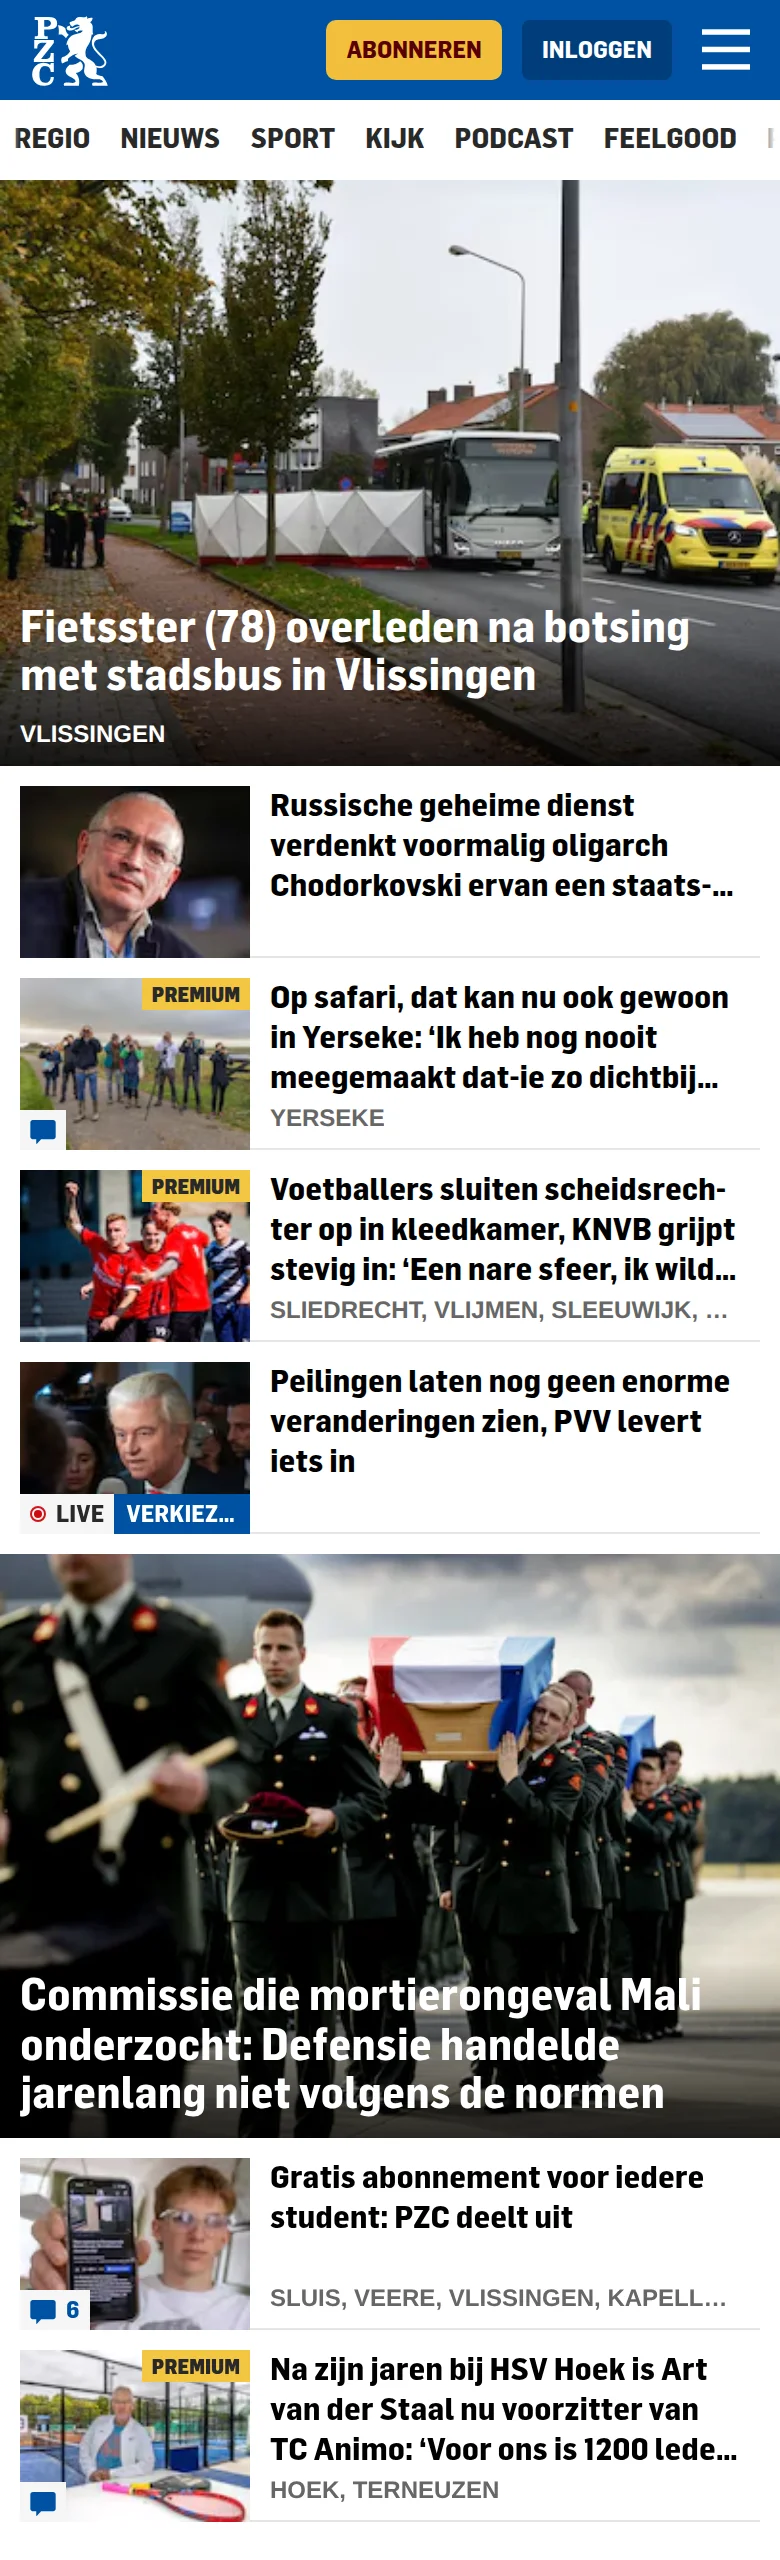 PZC
ABONNEREN
INLOGGEN
REGIO NIEUWS SPORT KIJK PODCAST FEELGOOD
Fietsster (78) overleden na botsing
met stadsbus in Vlissingen
VLISSINGEN
Russische geheime dienst
verdenkt voormalig oligarch
Chodorkovski ervan een staats-...
PREMIUM
Op safari, dat kan nu ook gewoon
in Yerseke: ‘Ik heb nog nooit
meegemaakt dat-ie zo dichtbij...
YERSEKE
PREMIUM
Voetballers sluiten scheidsrech-
ter op in kleedkamer, KNVB grijpt
stevig in: ‘Een nare sfeer, ik wild...
SLIEDRECHT, VLIJMEN, SLEEUWIJK, ...
Peilingen laten nog geen enorme
veranderingen zien, PVV levert
iets in
LIVE VERKIEZ...
Commissie die mortierongeval Mali
onderzocht: Defensie handelde
jarenlang niet volgens de normen
Gratis abonnement voor iedere
student: PZC deelt uit
6
SLUIS, VEERE, VLISSINGEN, KAPELL...
PREMIUM
Na zijn jaren bij HSV Hoek is Art
van der Staal nu voorzitter van
TC Animo: ‘Voor ons is 1200 lede...
HOEK, TERNEUZEN